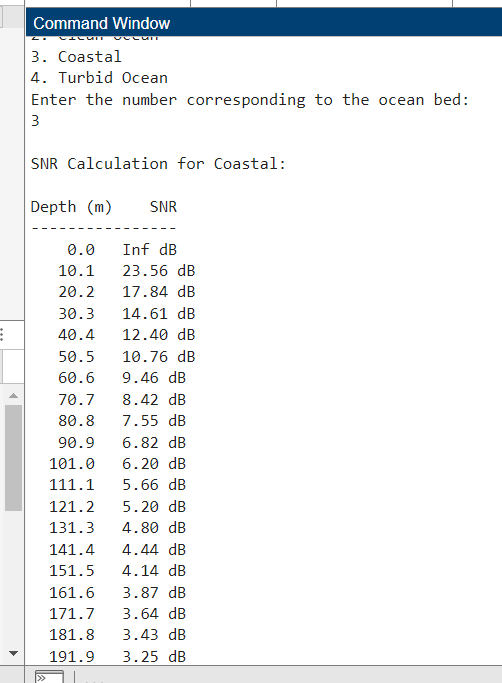 Command Window
2. Clean Ocean
3. Coastal
4. Turbid Ocean
Enter the number corresponding to the ocean bed:
3
SNR Calculation for Coastal:
Depth (m)    SNR
----------------
0.0   Inf dB
10.1   23.56 dB
20.2   17.84 dB
30.3   14.61 dB
40.4   12.40 dB
50.5   10.76 dB
60.6   9.46 dB
70.7   8.42 dB
80.8   7.55 dB
90.9   6.82 dB
101.0   6.20 dB
111.1   5.66 dB
121.2   5.20 dB
131.3   4.80 dB
141.4   4.44 dB
151.5   4.14 dB
161.6   3.87 dB
171.7   3.64 dB
181.8   3.43 dB
191.9   3.25 dB